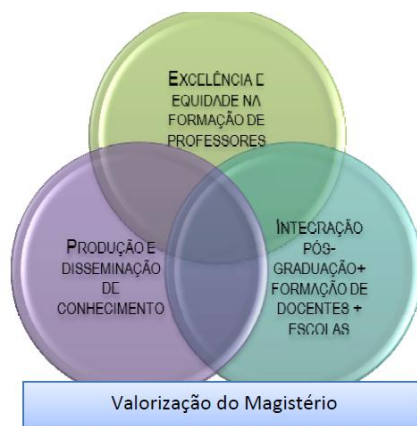 EXCELÊNCIA E
EQUIDADE NA
FORMAÇÃO DE
PROFESSORES
PRODUÇÃO E
DISSEMINAÇÃO
DE
CONHECIMENTO
INTEGRAÇÃO
PÓS-
GRADUAÇÃO+
FORMAÇÃO DE
DOCENTES +
ESCOLAS
Valorização do Magistério